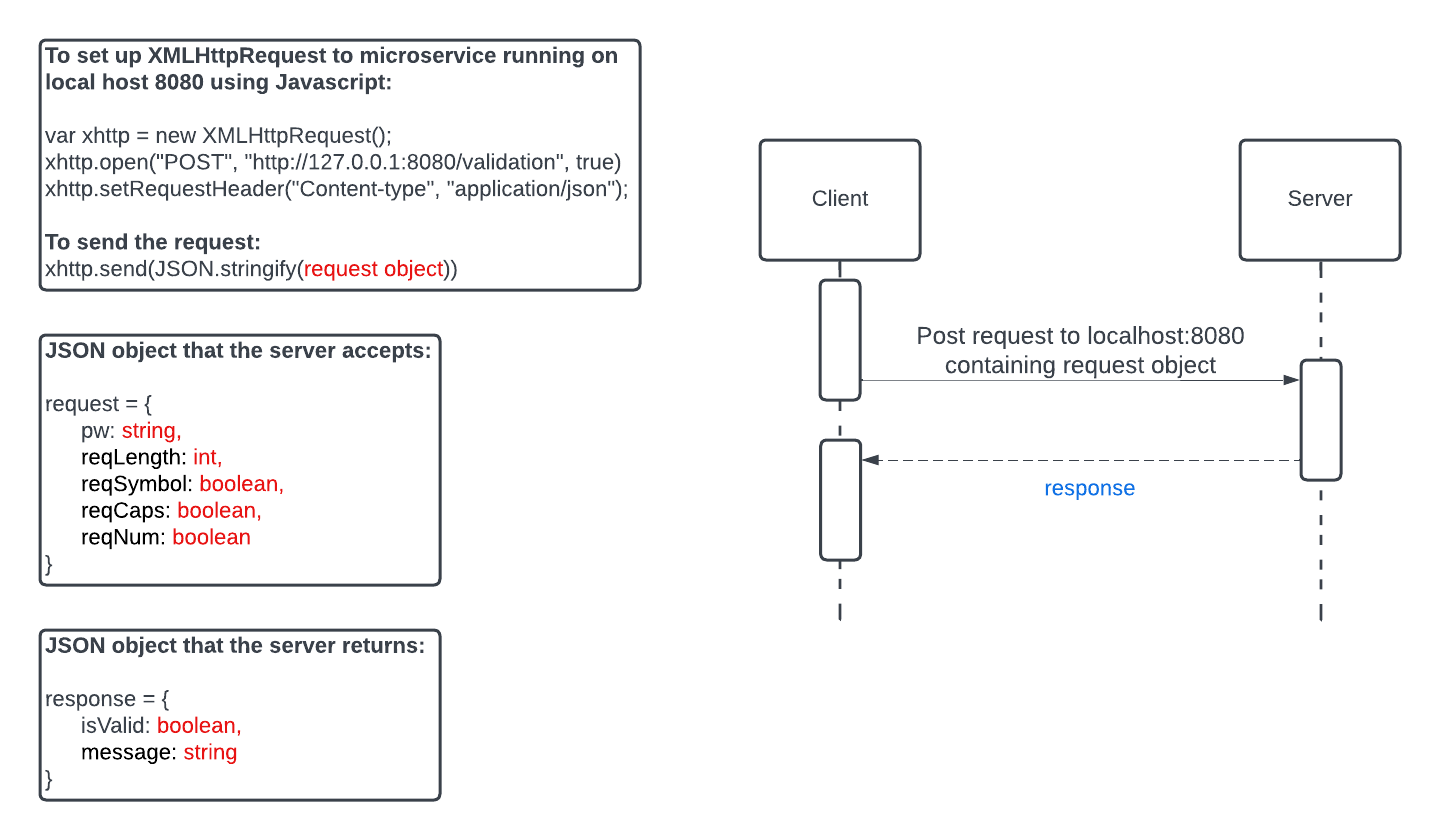 To set up XMLHttpRequest to microservice running on
local host 8080 using Javascript:
var xhttp = new XMLHttpRequest();
xhttp.open("POST", "http://127.0.0.1:8080/validation", true)
xhttp.setRequestHeader("Content-type", "application/json");
To send the request:
xhttp.send(JSON.stringify(request object))
JSON object that the server accepts:
request = {
pw: string,
reqLength: int,
reqSymbol: boolean,
reqCaps: boolean,
reqNum: boolean
}
JSON object that the server returns:
response = {
isValid: boolean,
message: string
}
Client
Server
Post request to localhost:8080
containing request object
response